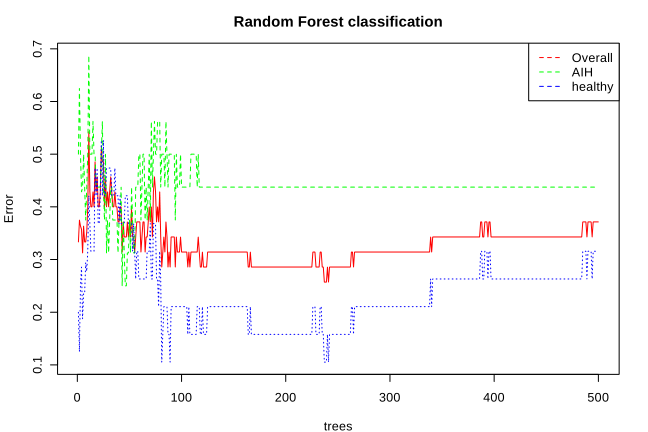 Random Forest classification
Error
0.7
0.6
0.5
0.4
0.3
0.2
0.1
Overall
AIH
healthy
0 100 200 300 400 500
trees